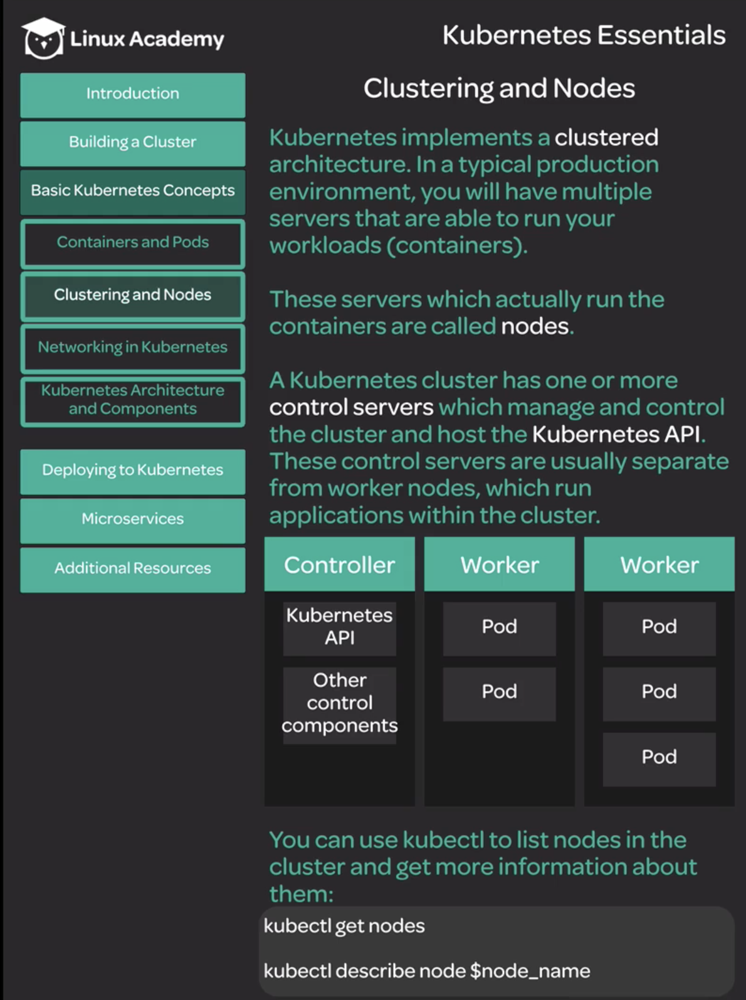 Linux Academy
Kubernetes Essentials
Introduction
Building a Cluster
Basic Kubernetes Concepts
Containers and Pods
Clustering and Nodes
Networking in Kubernetes
Kubernetes Architecture
and Components
Deploying to Kubernetes
Microservices
Additional Resources
Clustering and Nodes
Kubernetes implements a clustered
architecture. In a typical production
environment, you will have multiple
servers that are able to run your
workloads (containers).
These servers which actually run the
containers are called nodes.
A Kubernetes cluster has one or more
control servers which manage and control
the cluster and host the Kubernetes API.
These control servers are usually separate
from worker nodes, which run
applications within the cluster.
Controller
Kubernetes
API
Other
control
components
Worker
Pod
Pod
Worker
Pod
Pod
Pod
You can use kubectl to list nodes in the
cluster and get more information about
them:
kubectl get nodes
kubectl describe node $node_name